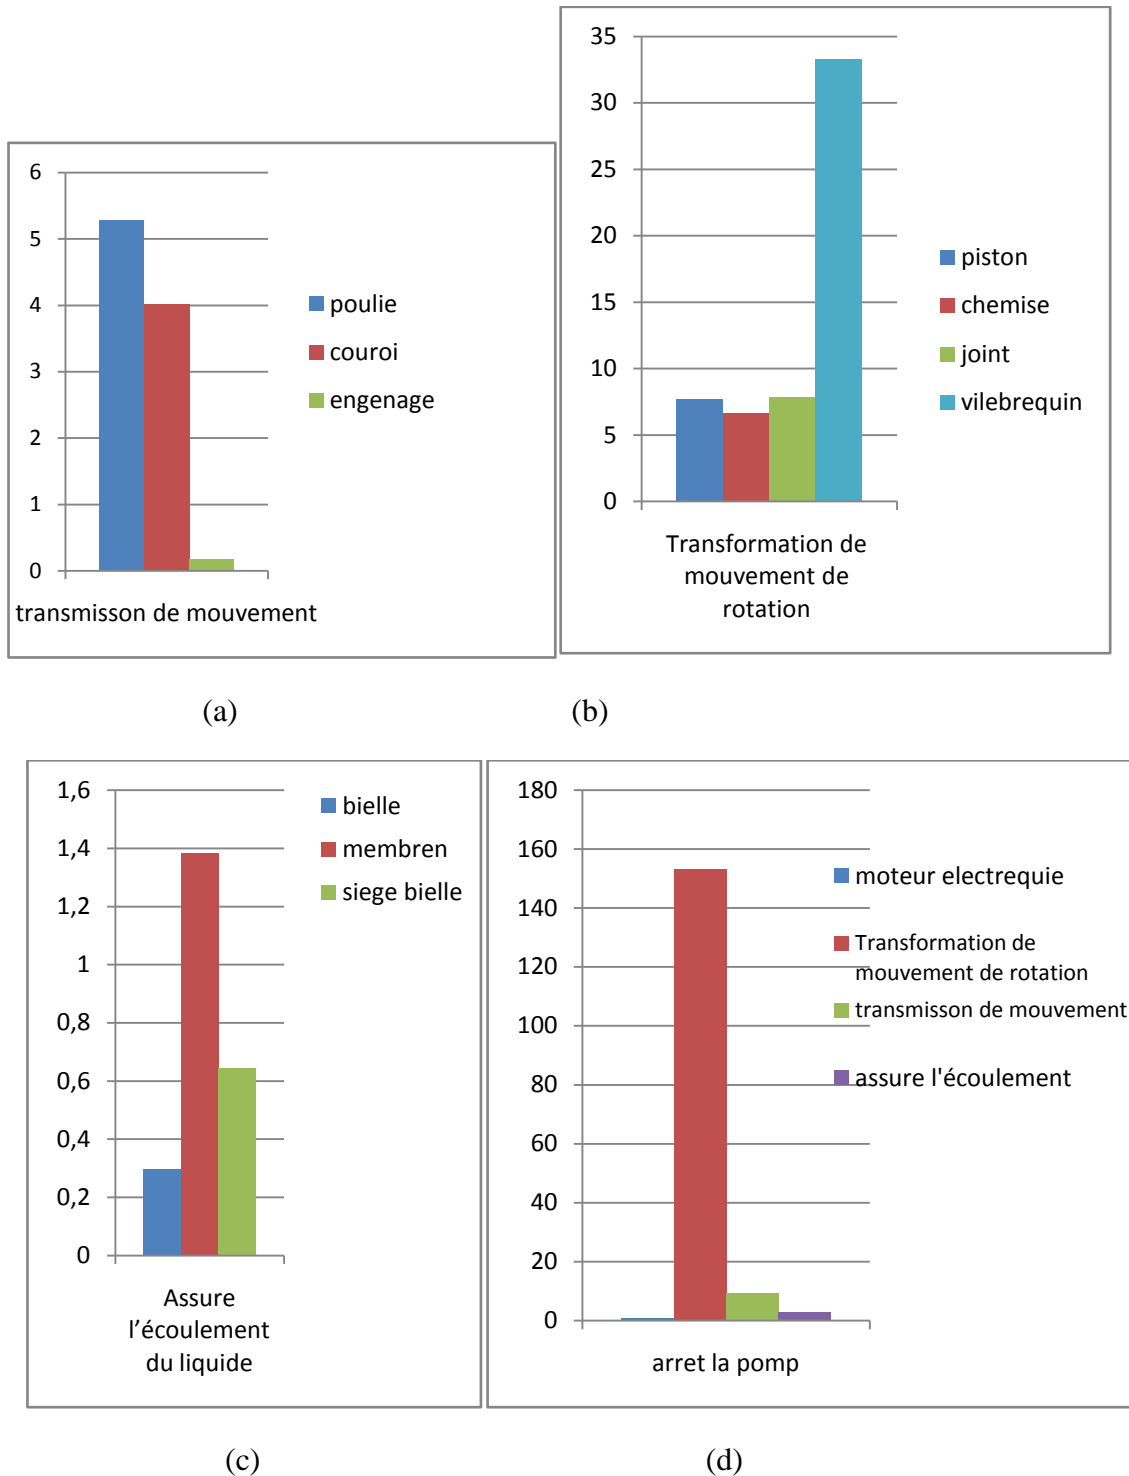 6
5
4
3
2
1
0
transmisson de mouvement
poulie
couroi
engenage
(a)
35
30
25
20
15
10
5
0
Transformation de
mouvement de
rotation
piston
chemise
joint
vilebrequin
(b)
1,6
1,4
1,2
1
0,8
0,6
0,4
0,2
0
Assure
l’écoulement
du liquide
bielle
membren
siege bielle
(c)
180
160
140
120
100
80
60
40
20
0
arret la pomp
moteur electrequie
Transformation de
mouvement de rotation
transmisson de mouvement
assure l'écoulement
(d)